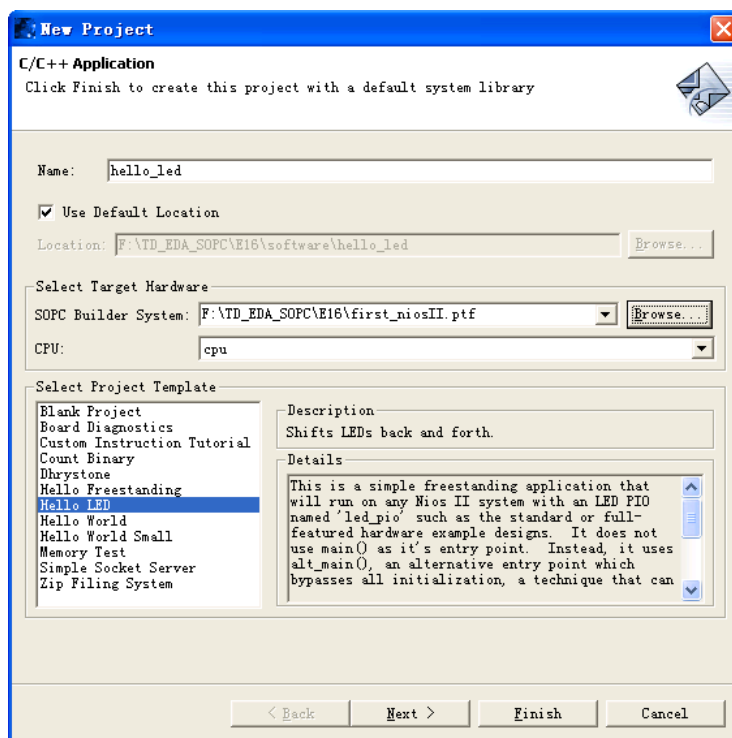 New Project
C/C++ Application
Click Finish to create this project with a default system library
Name: hello_led
Use Default Location
Location: F:\TD_EDA_SOPC\E16\software\hello_led Browse...
Select Target Hardware
SOPC Builder System: F:\TD_EDA_SOPC\E16\first_niosII.ptf Browse...
CPU: cpu
Select Project Template
Blank Project
Board Diagnostics
Custom Instruction Tutorial
Count Binary
Dhrystone
Hello Freestanding
Hello LED
Hello World
Hello World Small
Memory Test
Simple Socket Server
Zip Filing System
Description
Shifts LEDs back and forth.
Details
This is a simple freestanding application that
will run on any Nios II system with an LED PIO
named 'led_pio' such as the standard or full-
featured hardware example designs. It does not
use main() as it's entry point. Instead, it uses
alt_main(), an alternative entry point which
bypasses all initialization, a technique that can
< Back Next > Finish Cancel